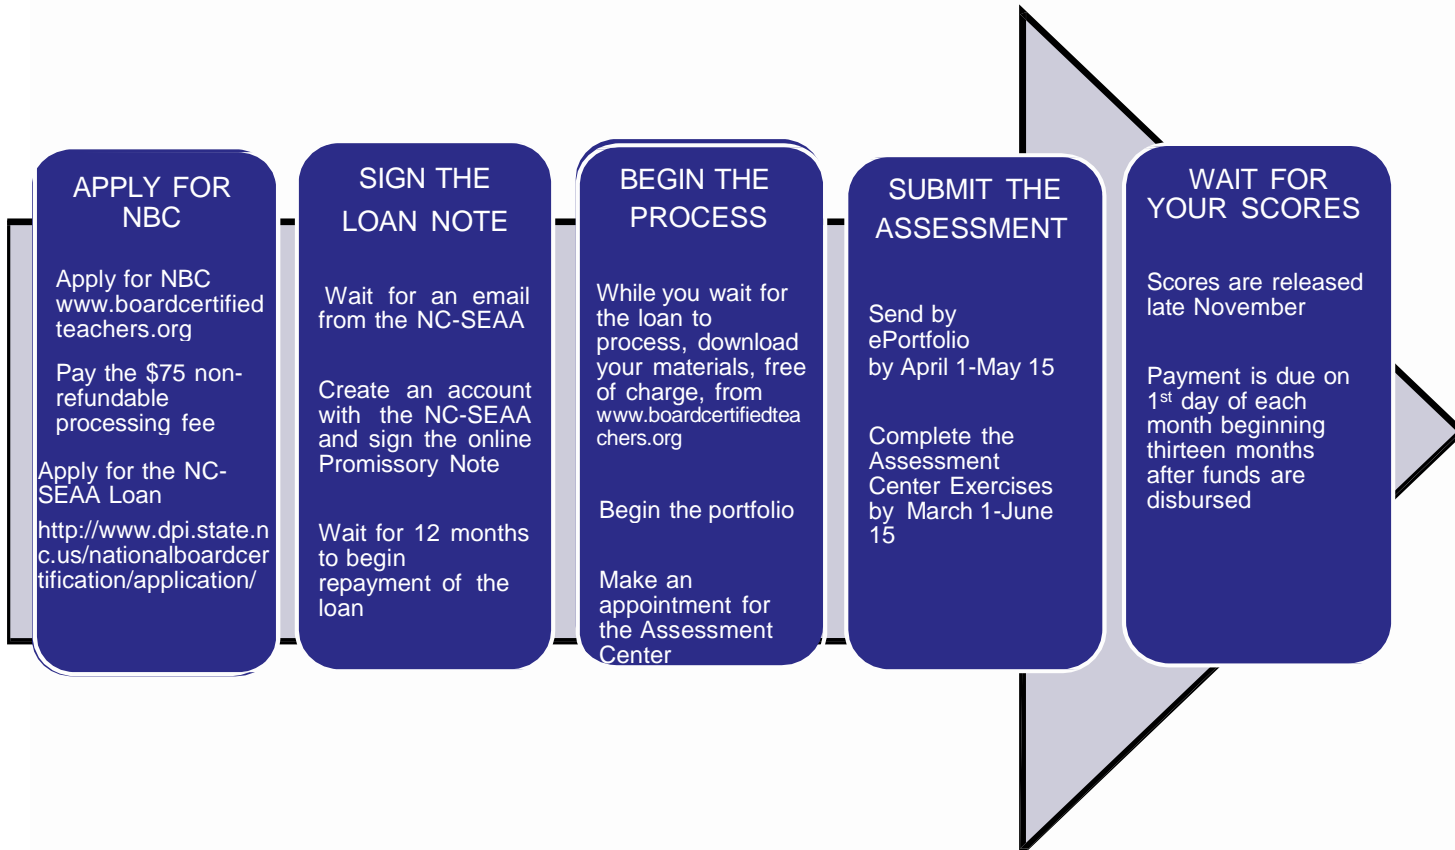 APPLY FOR
NBC
Apply for NBC
www.boardcertified
teachers.org
Pay the $75 non-
refundable
processing fee
Apply for the NC-
SEAA Loan
http://www.dpi.state.n
c.us/nationalboardcer
tification/application/
SIGN THE
LOAN NOTE
Wait for an email
from the NC-SEAA
Create an account
with the NC-SEAA
and sign the online
Promissory Note
Wait for 12 months
to begin
repayment of the
loan
BEGIN THE
PROCESS
While you wait for
the loan to
process, download
your materials, free
of charge, from
www.boardcertifiedtea
chers.org
Begin the portfolio
Make an
appointment for
the Assessment
Center
SUBMIT THE
ASSESSMENT
Send by
ePortfolio
by April 1-May 15
Complete the
Assessment
Center Exercises
by March 1-June
15
WAIT FOR
YOUR SCORES
Scores are released
late November
Payment is due on
1st day of each
month beginning
thirteen months
after funds are
disbursed